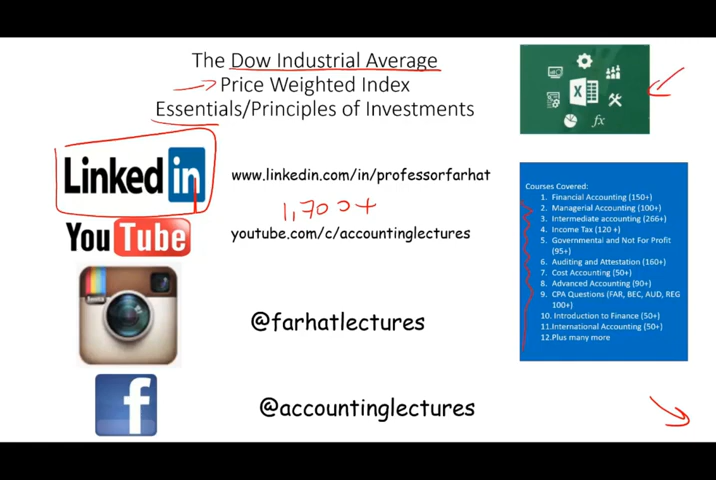 The Dow Industrial Average
Price Weighted Index
Essentials/Principles of Investments
X
fx
LinkedIn
www.linkedin.com/in/professorfarhat
1,700+
YouTube
youtube.com/c/accountinglectures
@farhatlectures
f
@accountinglectures
Courses Covered:
1. Financial Accounting (150+)
2. Managerial Accounting (100+)
3. Intermediate accounting (266+)
4. Income Tax (120 +)
5. Governmental and Not For Profit
(95+)
6. Auditing and Attestation (160+)
7. Cost Accounting (50+)
8. Advanced Accounting (90+)
9. CPA Questions (FAR, BEC, AUD, REG
100+)
10. Introduction to Finance (50+)
11.International Accounting (50+)
12.Plus many more